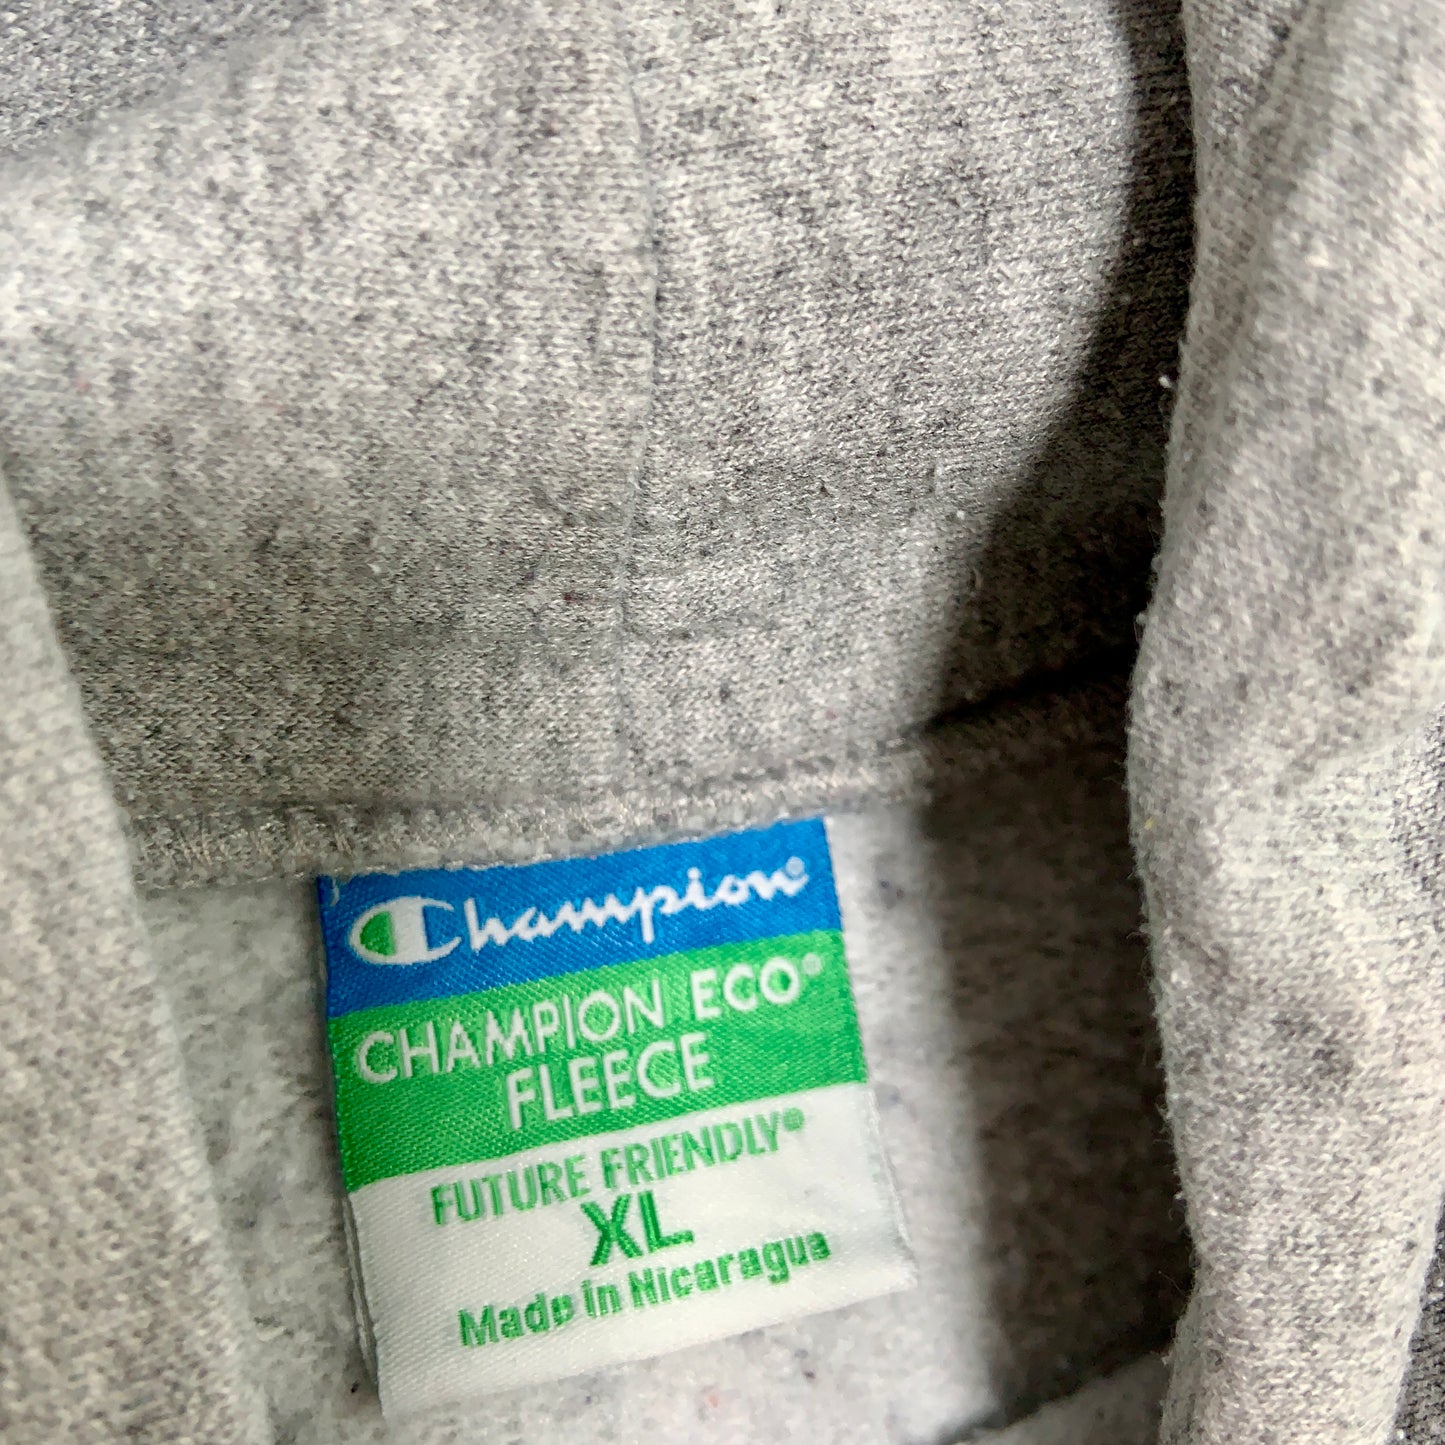 Champion®
CHAMPION ECO®
FLEECE
FUTURE FRIENDLY®
XL
Made in Nicaragua